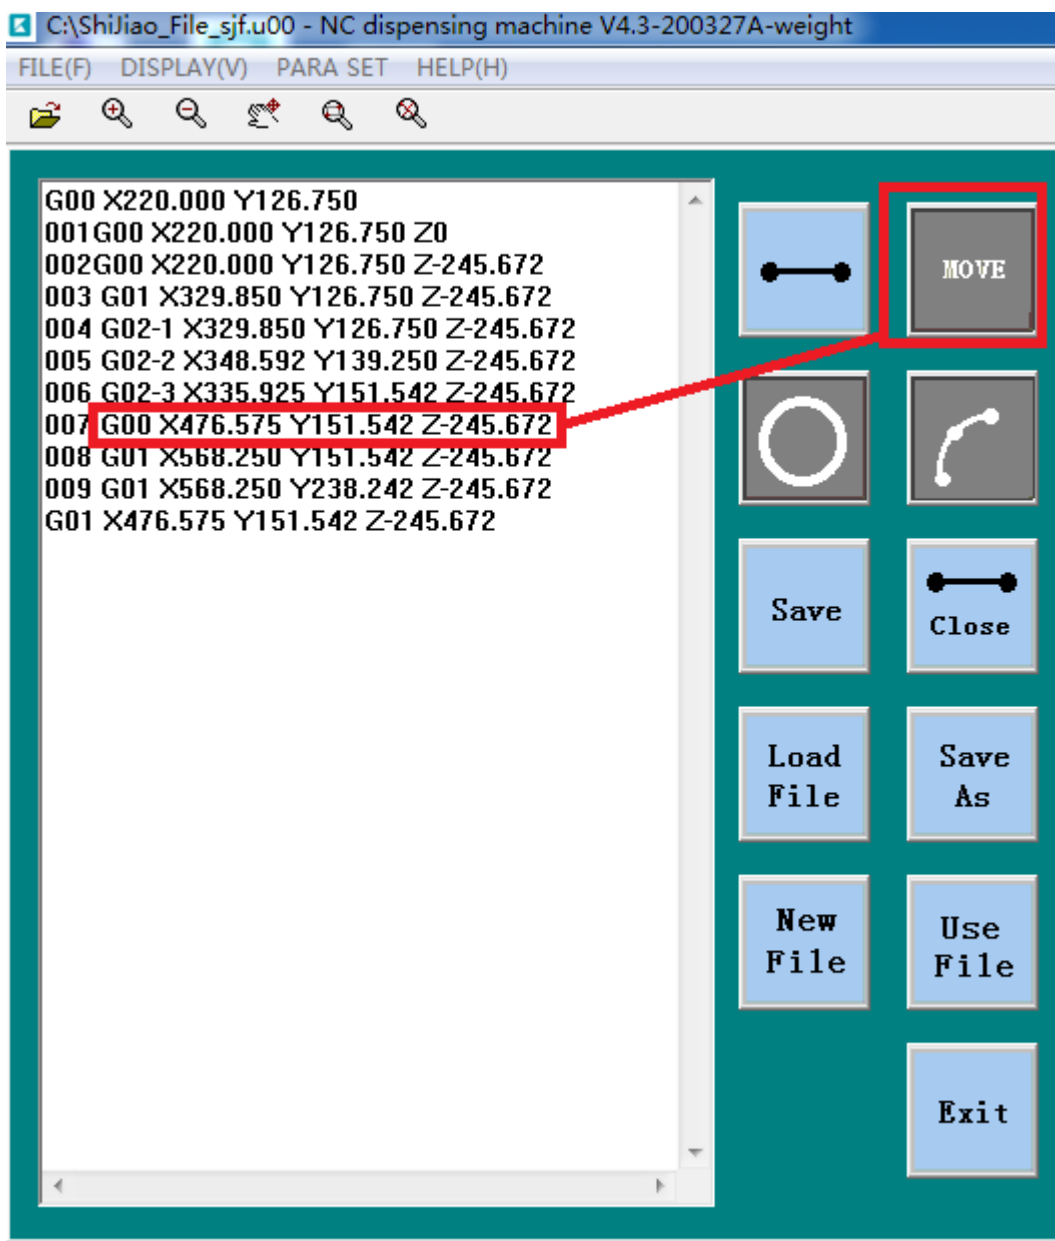 C:\ShiJiao_File_sjf.u00 - NC dispensing machine V4.3-200327A-weight
FILE(F) DISPLAY(V) PARA SET HELP(H)
G00 X220.000 Y126.750
001G00 X220.000 Y126.750 Z0
002G00 X220.000 Y126.750 Z-245.672
003 G01 X329.850 Y126.750 Z-245.672
004 G02-1 X329.850 Y126.750 Z-245.672
005 G02-2 X348.592 Y139.250 Z-245.672
006 G02-3 X335.925 Y151.542 Z-245.672
007 G00 X476.575 Y151.542 Z-245.672
008 G01 X568.250 Y151.542 Z-245.672
009 G01 X568.250 Y238.242 Z-245.672
G01 X476.575 Y151.542 Z-245.672
MOVE
Save
Close
Load
File
Save
As
New
File
Use
File
Exit